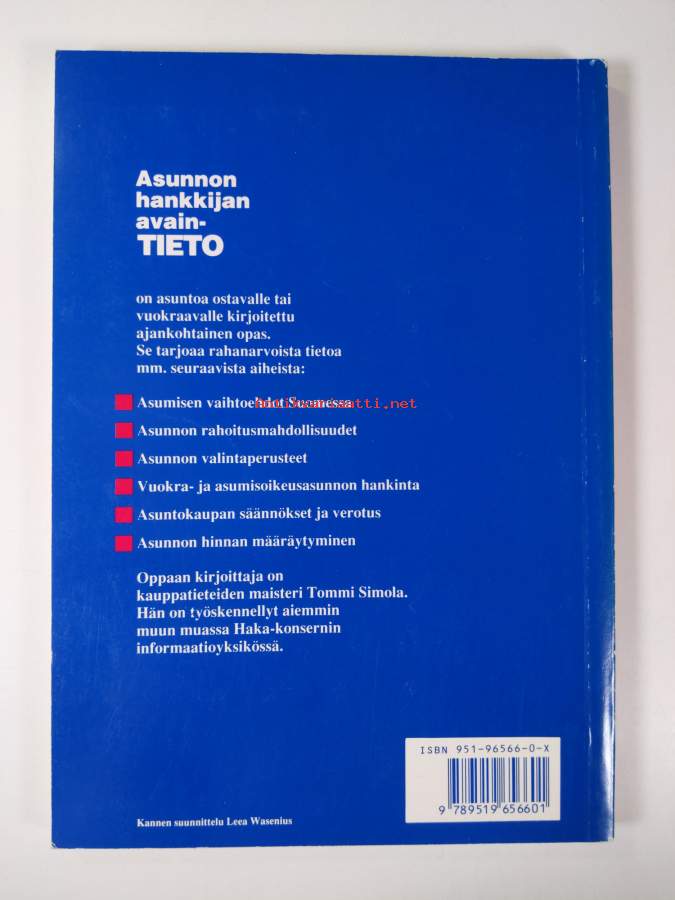 Asunnon
hankkijan
avain-
TIETO
on asuntoa ostavalle tai
vuokraavalle kirjoitettu
ajankohtainen opas.
Se tarjoaa rahanarvoista tietoa
mm. seuraavista aiheista:
Asumisen vaihtoehdot Suomessa
Antikvariaatti.net
Asunnon rahoitusmahdollisuudet
Asunnon valintaperusteet
Vuokra- ja asumisoikeusasunnon hankinta
Asuntokaupan säännökset ja verotus
Asunnon hinnan määräytyminen
Oppaan kirjoittaja on
kauppatieteiden maisteri Tommi Simola.
Hän on työskennellyt aiemmin
muun muassa Haka-konsernin
informaatioyksikössä.
ISBN 951-96566-0-X
9 789519 656601
Kannen suunnittelu Leea Wasenius